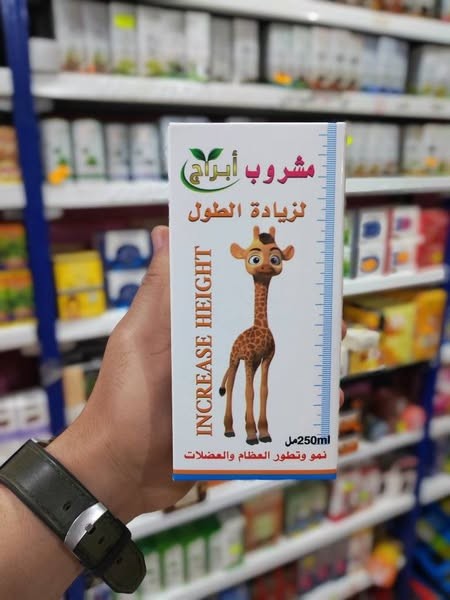 مشروب أبراج
لزيادة الطول
INCREASE HEIGHT
250ml مل
نمو وتطور العظام والعضلات